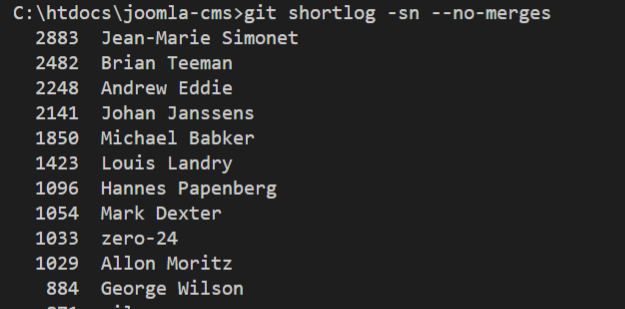 C:\htdocs\joomla-cms>git shortlog -sn --no-merges
2883 Jean-Marie Simonet
2482 Brian Teeman
2248 Andrew Eddie
2141 Johan Janssens
1850 Michael Babker
1423 Louis Landry
1096 Hannes Papenberg
1054 Mark Dexter
1033 zero-24
1029 Allon Moritz
884 George Wilson